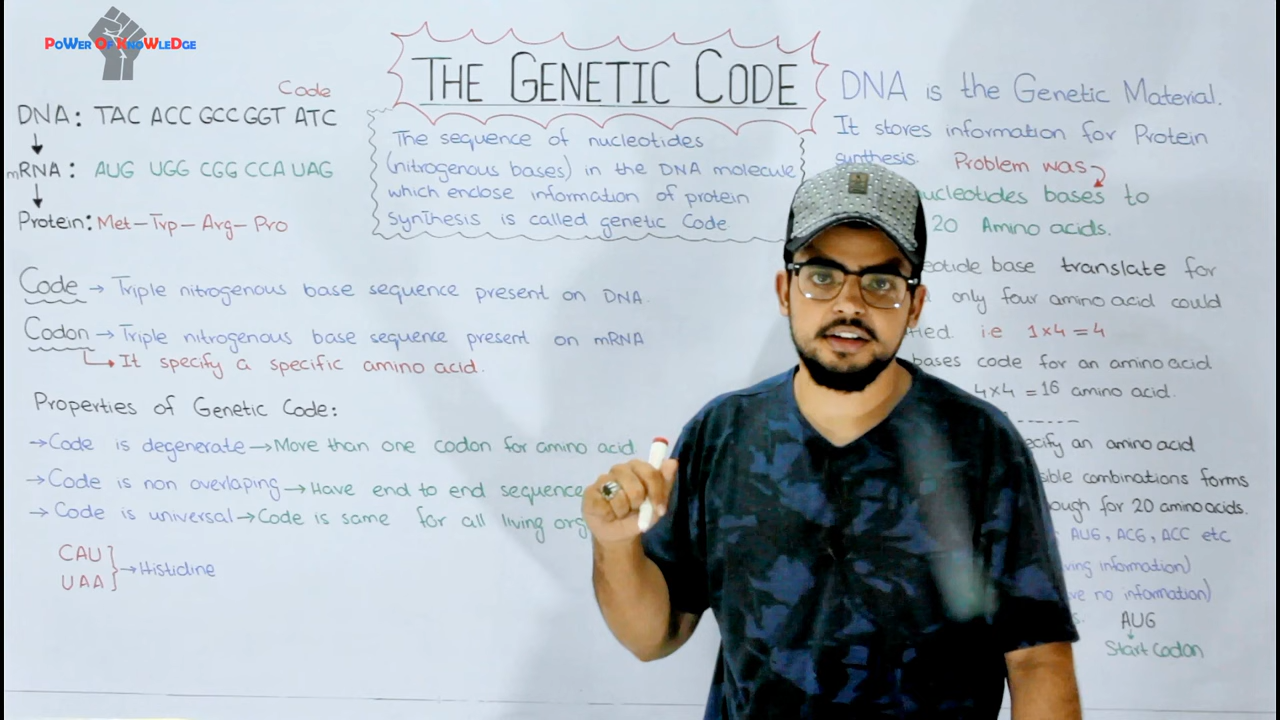 PoWer Of KnoWleDge
THE GENETIC CODE
Code
DNA: TAC ACC GCC GGT ATC
mRNA: AUG UGG CGG CCA UAG
Protein: Met-Trp-Arg-Pro
The sequence of nucleotides
(nitrogenous bases) in the DNA molecule
which enclose information of protein
synthesis is called genetic Code
Code → Triple nitrogenous base sequence present on DNA.
Codon → Triple nitrogenous base sequence present on mRNA
It specify a specific amino acid.
Properties of Genetic Code:
→ Code is degenerate → More than one codon for amino acid
→ Code is non overlaping → Have end to end sequence
→ Code is universal → Code is same for all living
CAU
UAA } → Histidine
DNA is the Genetic Material.
It stores information for Protein
synthesis. Problem was
nucleotides bases to
20 Amino acids.
base translate for
only four amino acid could
i.e 1x4 = 4
bases code for an amino acid
4x4 = 16 amino acid.
an amino acid
combinations forms
for 20 amino acids.
AUG, ACG, ACC etc
information)
no information)
AUG
Start Codon